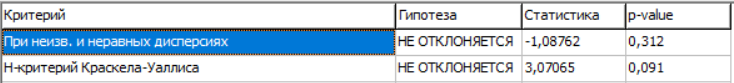 Критерий Гипотеза Статистика p-value
При неизв. и неравных дисперсиях НЕ ОТКЛОНЯЕТСЯ -1,08762 0,312
Н-критерий Краскела-Уаллиса НЕ ОТКЛОНЯЕТСЯ 3,07065 0,091